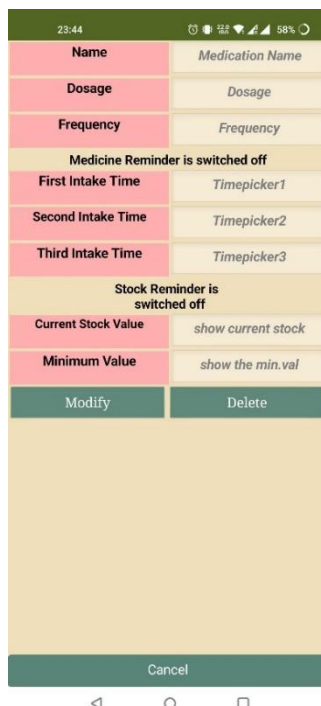 23:44 58%
Name Medication Name
Dosage Dosage
Frequency Frequency
Medicine Reminder is switched off
First Intake Time Timepicker1
Second Intake Time Timepicker2
Third Intake Time Timepicker3
Stock Reminder is
switched off
Current Stock Value show current stock
Minimum Value show the min.val
Modify Delete
Cancel